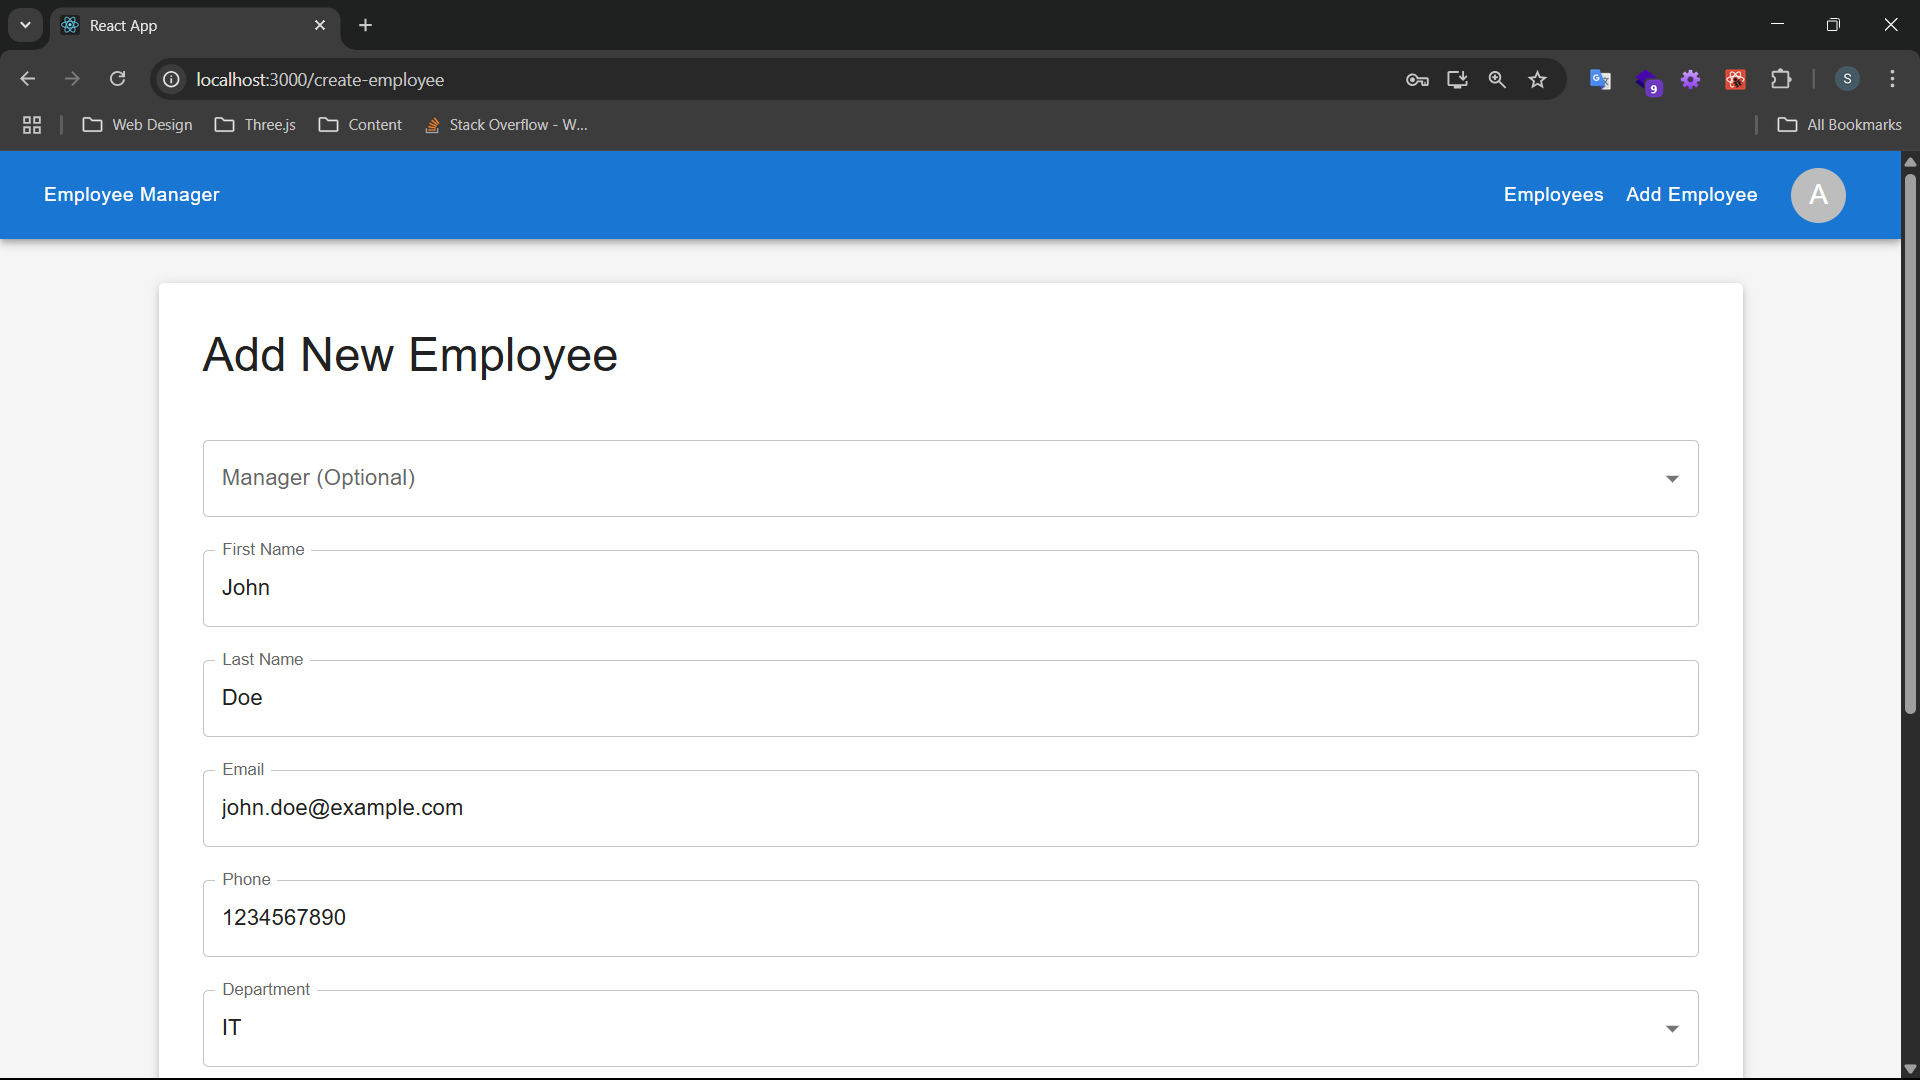 React App
localhost:3000/create-employee
9
S
Web Design
Three.js
Content
Stack Overflow - W...
All Bookmarks
Employee Manager
Employees
Add Employee
A
Add New Employee
Manager (Optional)
First Name
John
Last Name
Doe
Email
john.doe@example.com
Phone
1234567890
Department
IT